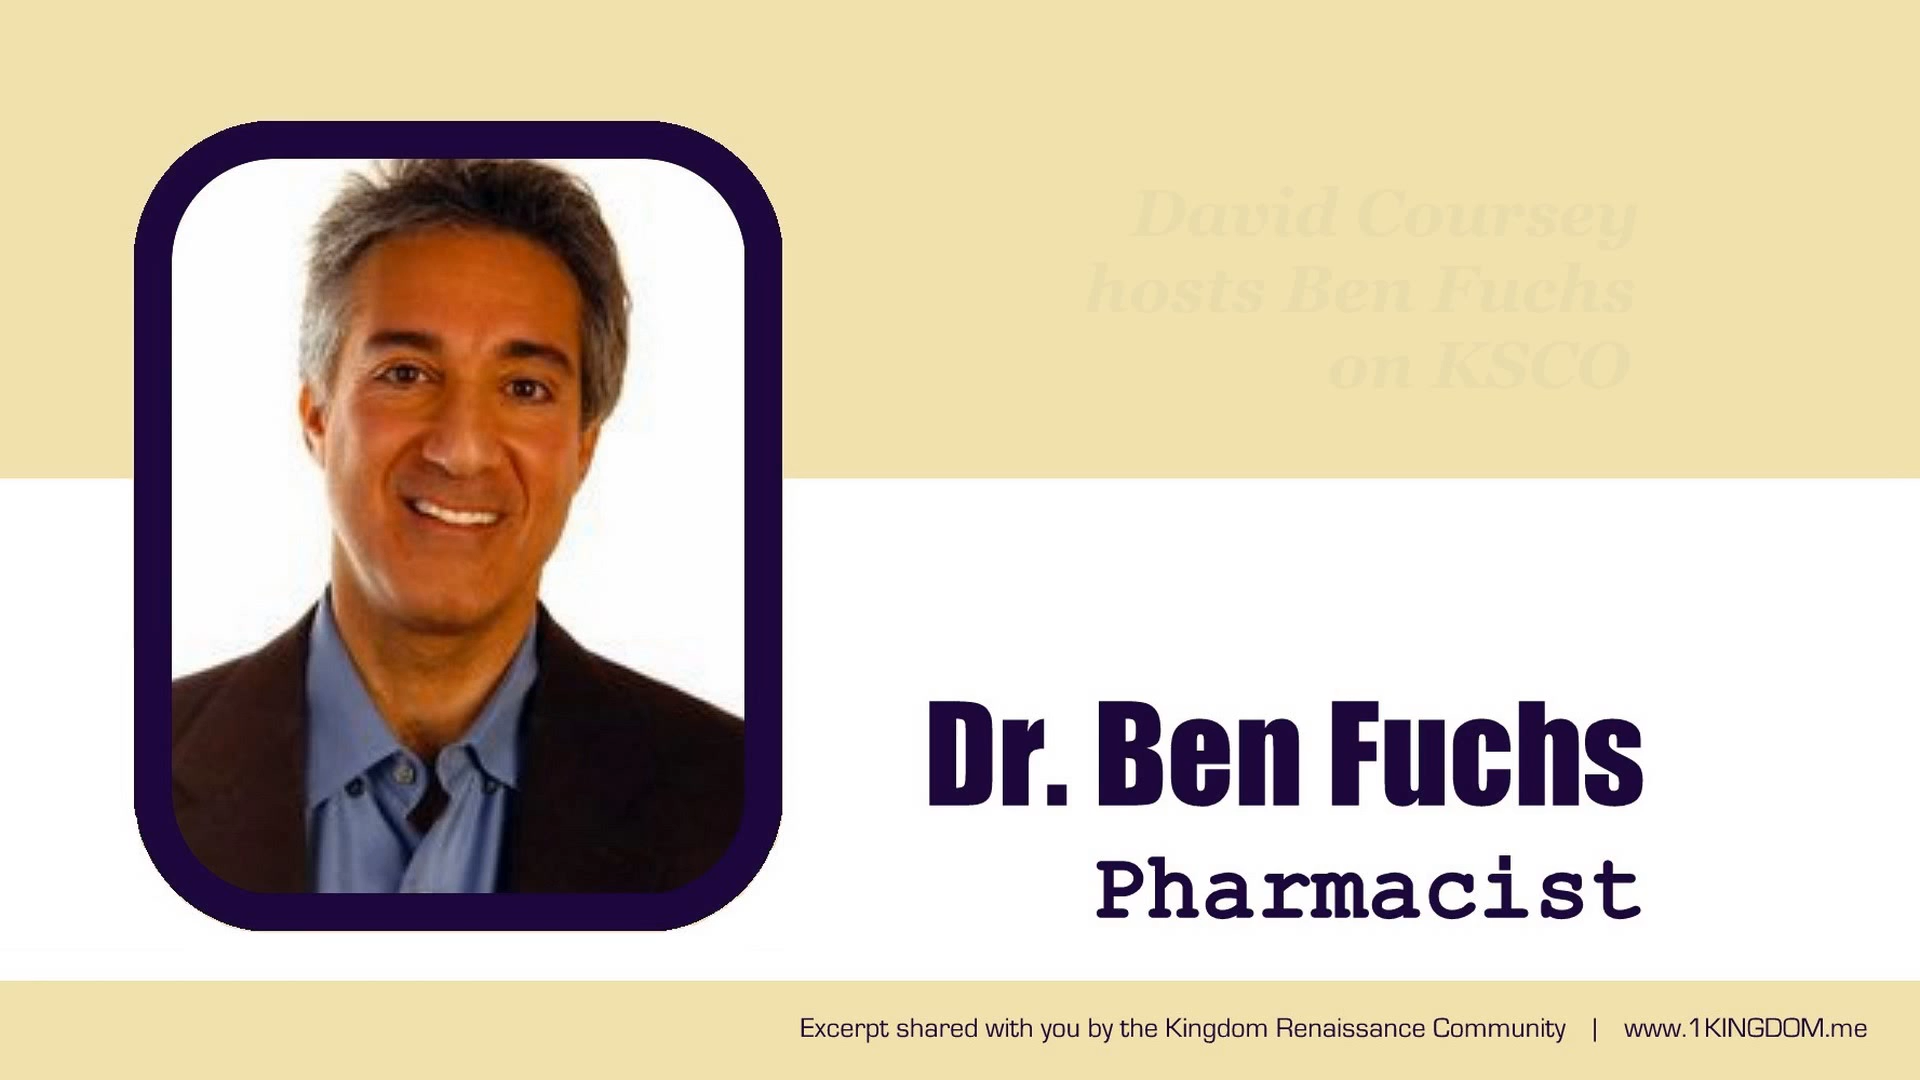 David Coursey
hosts Ben Fuchs
on KSCO
Dr. Ben Fuchs
Pharmacist
Excerpt shared with you by the Kingdom Renaissance Community | www.1KINGDOM.me